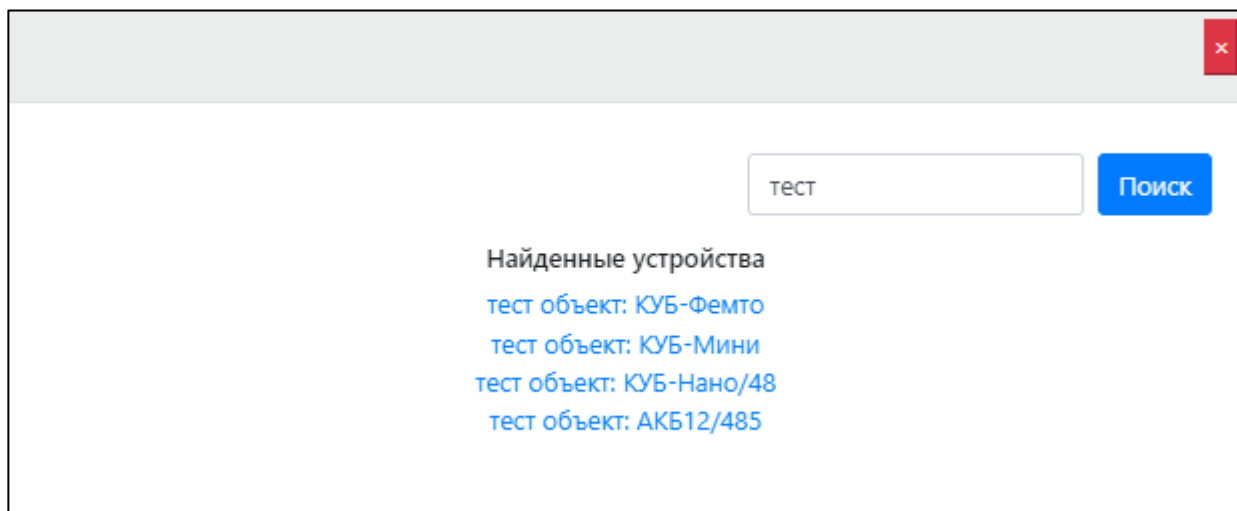 ×
тест
Поиск
Найденные устройства
тест объект: КУБ-Фемто
тест объект: КУБ-Мини
тест объект: КУБ-Нано/48
тест объект: АКБ12/485